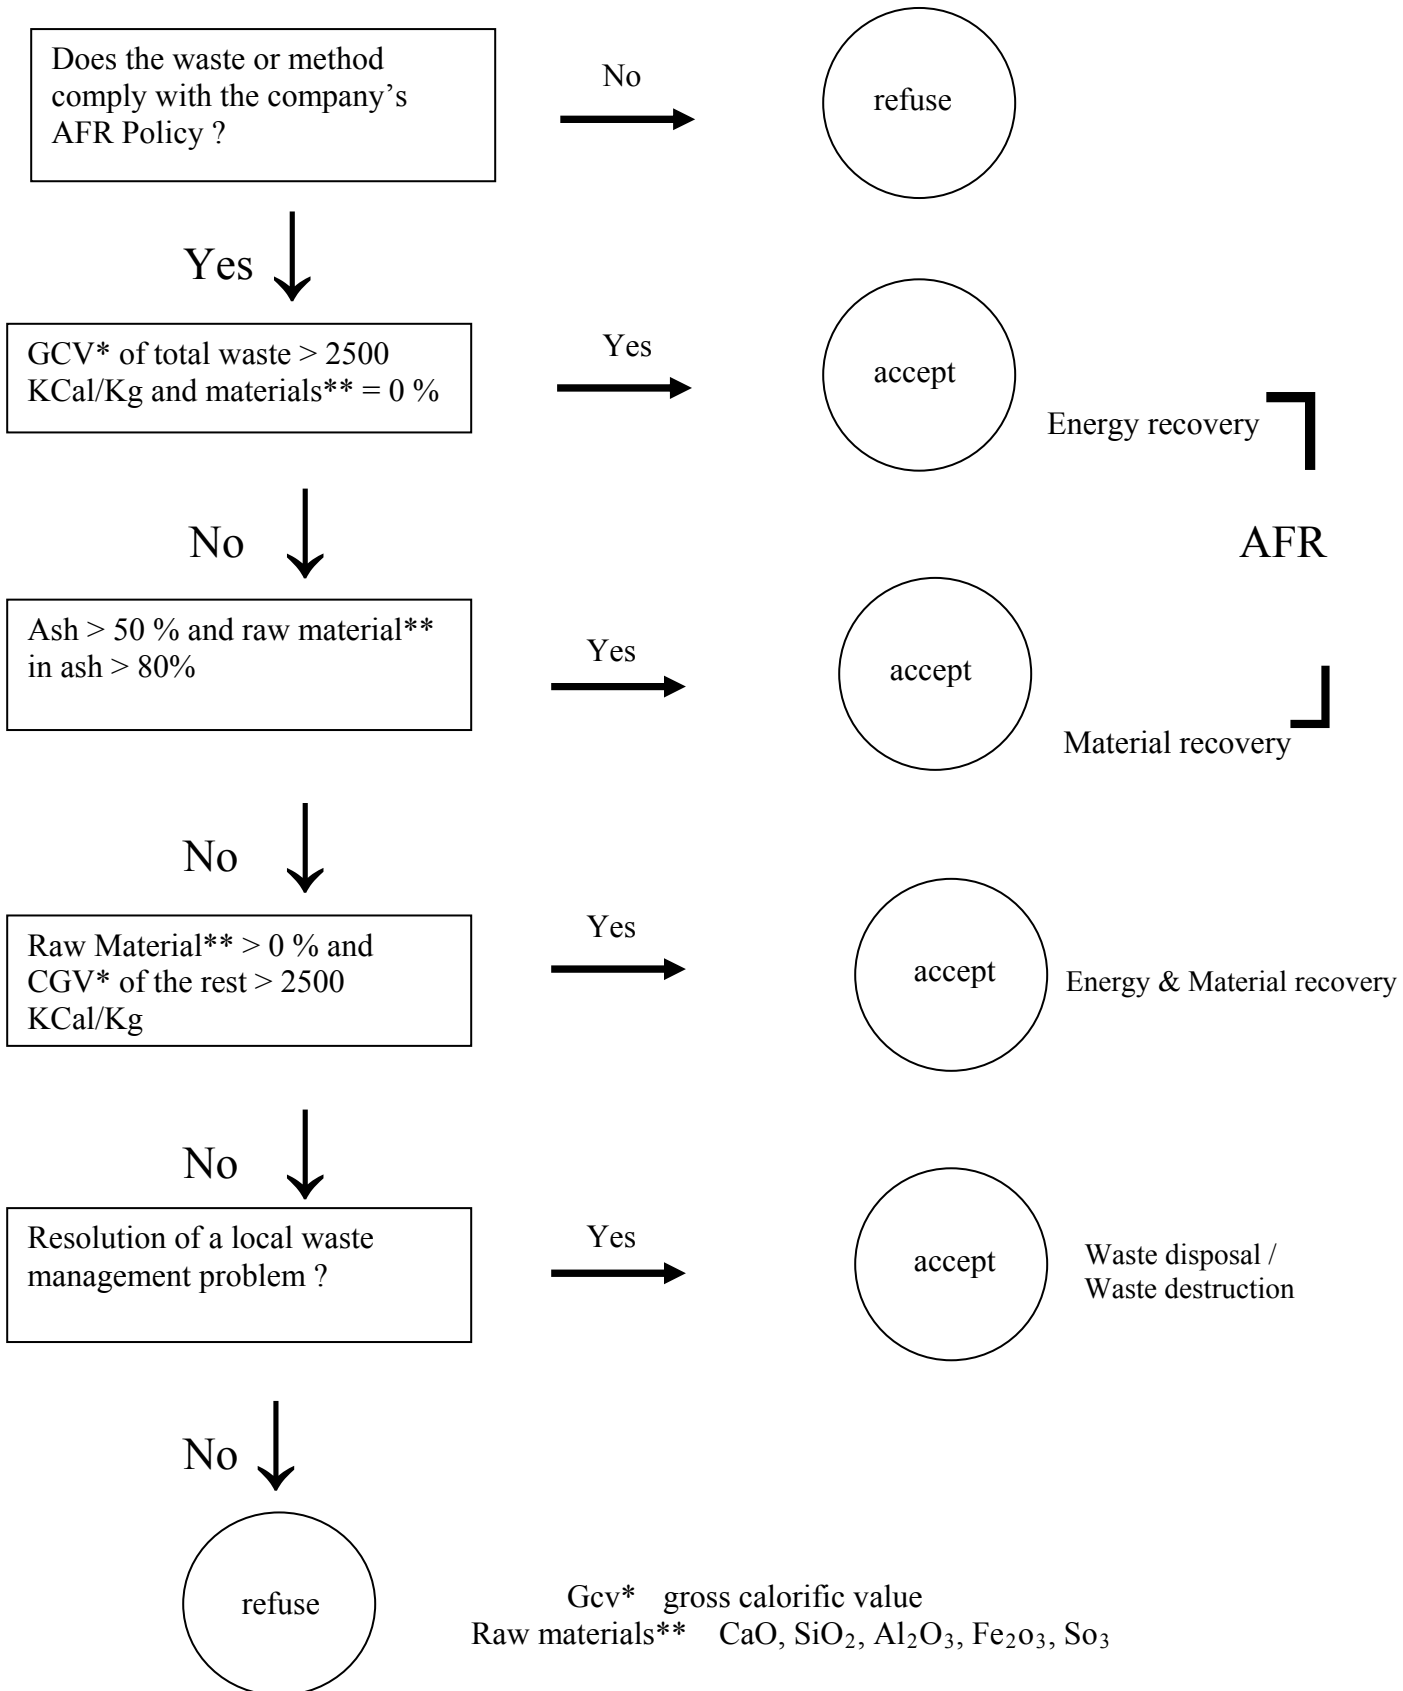 Does the waste or method
comply with the company’s
AFR Policy ?
No
refuse
Yes
GCV* of total waste > 2500
KCal/Kg and materials** = 0 %
Yes
accept
Energy recovery
No
AFR
Ash > 50 % and raw material**
in ash > 80%
Yes
accept
Material recovery
No
Raw Material** > 0 % and
CGV* of the rest > 2500
KCal/Kg
Yes
accept
Energy & Material recovery
No
Resolution of a local waste
management problem ?
Yes
accept
Waste disposal /
Waste destruction
No
refuse
Gcv* gross calorific value
Raw materials** CaO, SiO₂, Al₂O₃, Fe₂o₃, So₃